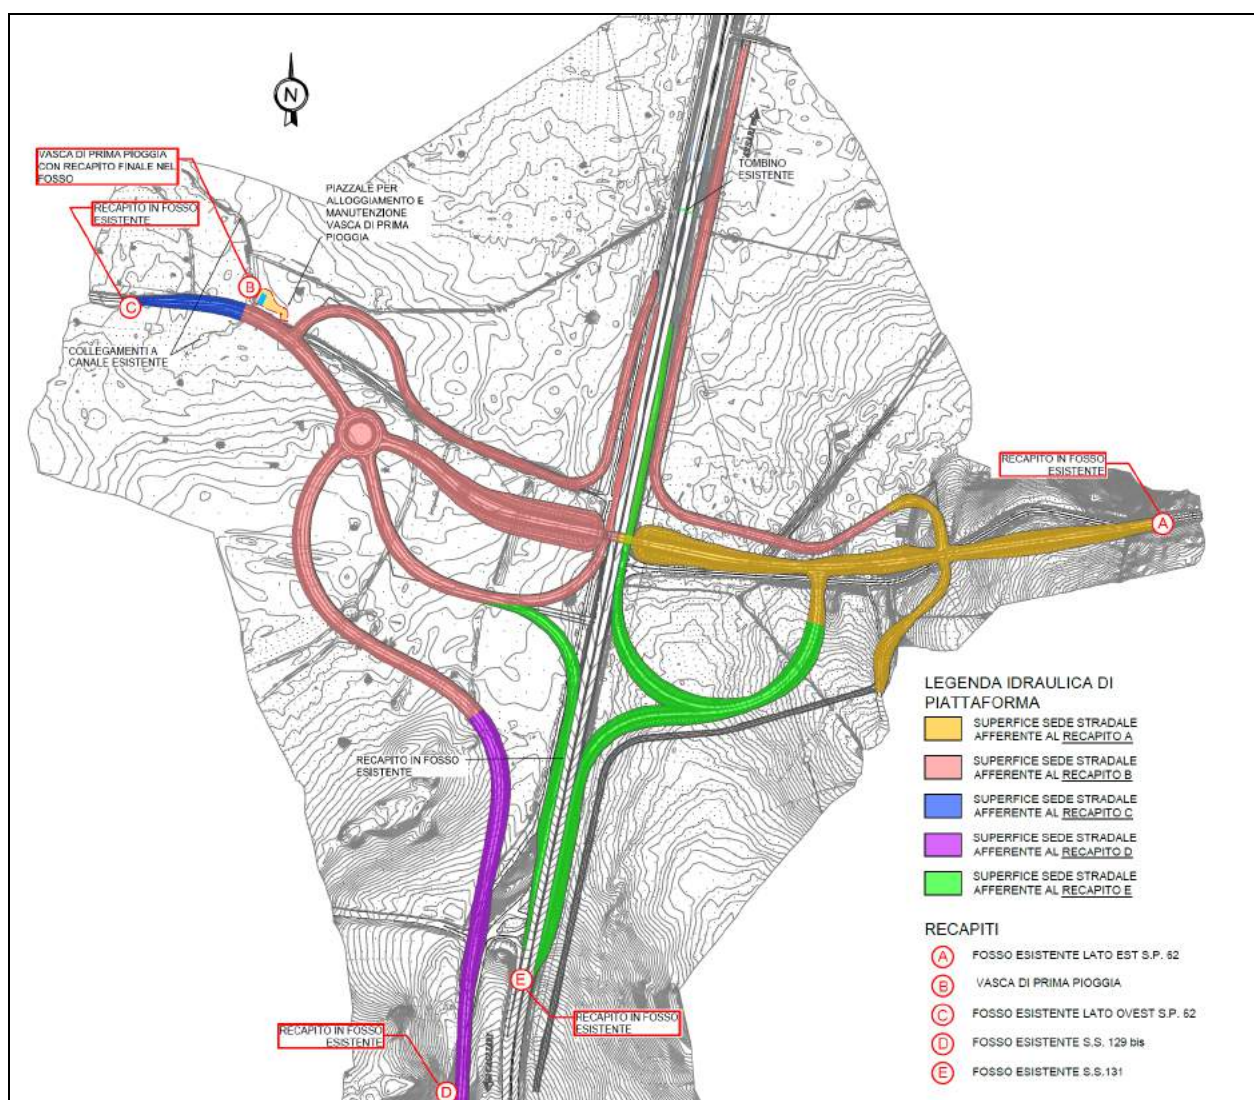 N
VASCA DI PRIMA PIOGGIA
CON RECAPITO FINALE NEL
FOSSO
RECAPITO IN FOSSO
ESISTENTE
PIAZZALE PER
ALLOGGIAMENTO E
MANUTENZIONE
VASCA DI PRIMA
PIOGGIA
TOMBINO
ESISTENTE
B
C
COLLEGAMENTI A
CANALE ESISTENTE
RECAPITO IN FOSSO
ESISTENTE
A
RECAPITO IN FOSSO
ESISTENTE
E
RECAPITO IN FOSSO
ESISTENTE
RECAPITO IN FOSSO
ESISTENTE
D
LEGENDA IDRAULICA DI
PIATTAFORMA
SUPERFICE SEDE STRADALE
AFFERENTE AL RECAPITO A
SUPERFICE SEDE STRADALE
AFFERENTE AL RECAPITO B
SUPERFICE SEDE STRADALE
AFFERENTE AL RECAPITO C
SUPERFICE SEDE STRADALE
AFFERENTE AL RECAPITO D
SUPERFICE SEDE STRADALE
AFFERENTE AL RECAPITO E
RECAPITI
A FOSSO ESISTENTE LATO EST S.P. 62
B VASCA DI PRIMA PIOGGIA
C FOSSO ESISTENTE LATO OVEST S.P. 62
D FOSSO ESISTENTE S.S. 129 bis
E FOSSO ESISTENTE S.S.131